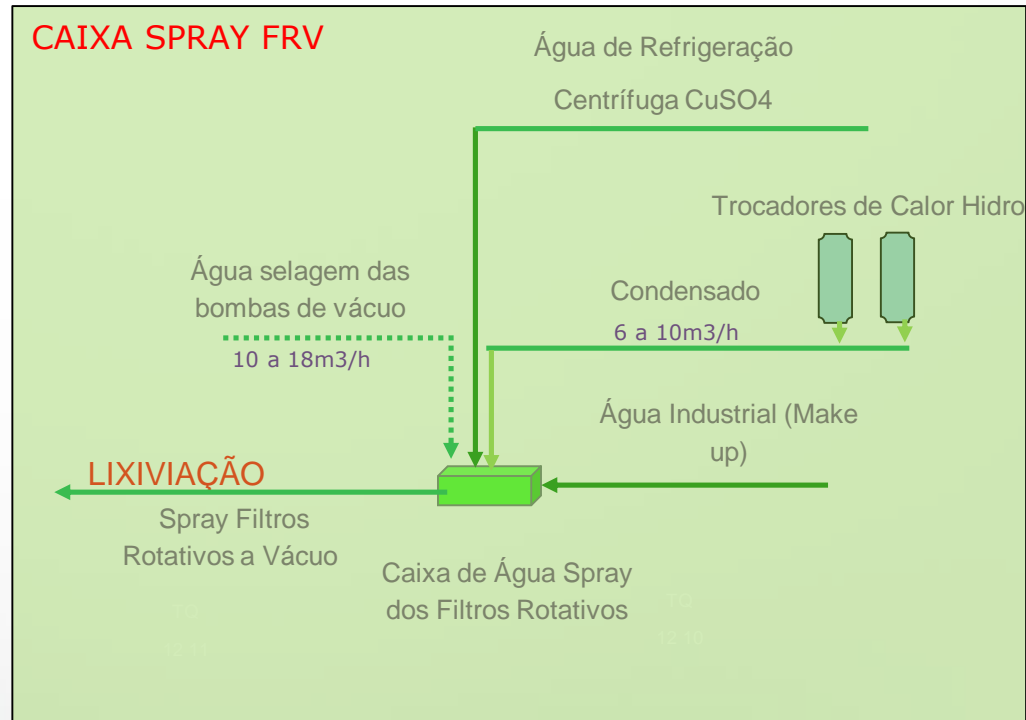 CAIXA SPRAY FRV
Água de Refrigeração
Centrífuga CuSO4
Trocadores de Calor Hidro
Água selagem das
bombas de vácuo
10 a 18m3/h
Condensado
6 a 10m3/h
Água Industrial (Make
up)
LIXIVIAÇÃO
Spray Filtros
Rotativos a Vácuo
Caixa de Água Spray
dos Filtros Rotativos